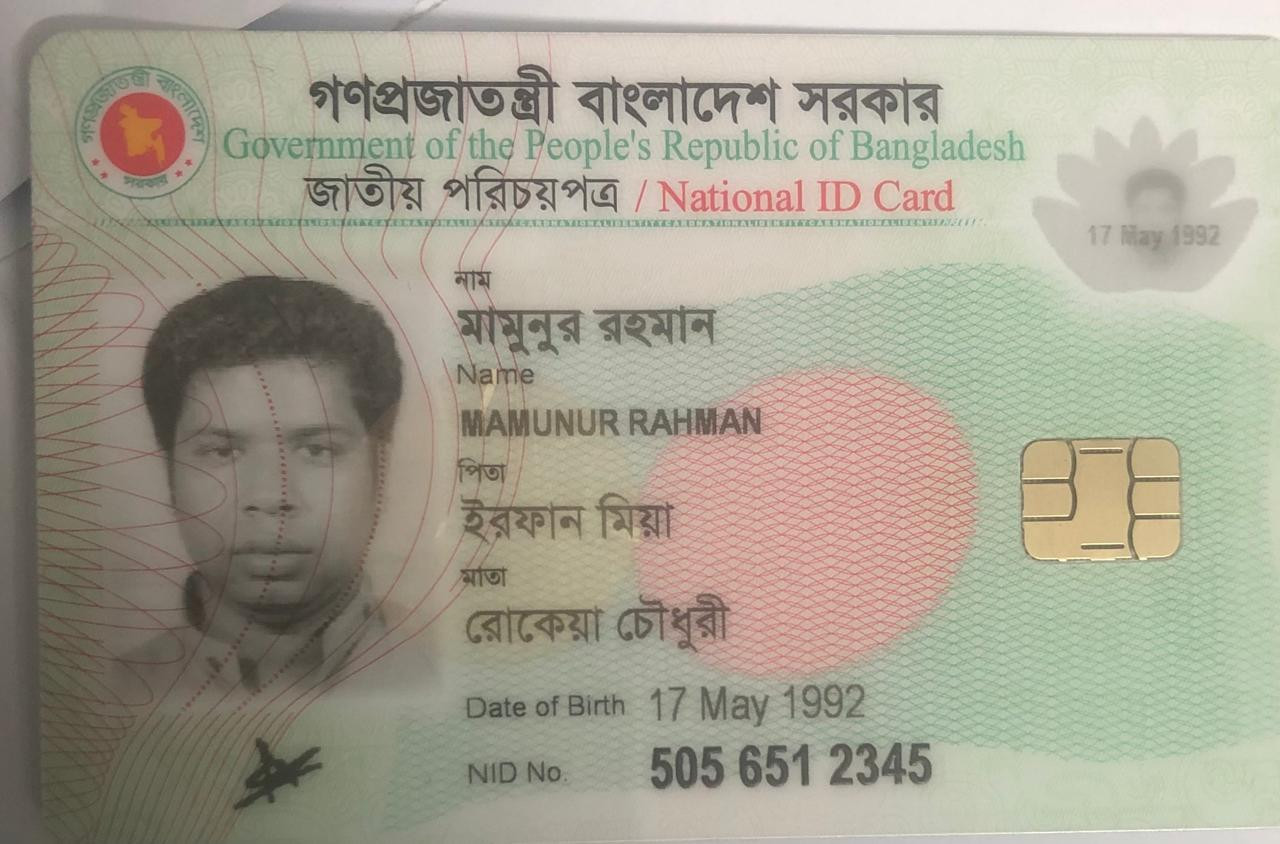 গণপ্রজাতন্ত্রী বাংলাদেশ সরকার
Government of the People's Republic of Bangladesh
জাতীয় পরিচয়পত্র / National ID Card
গণপ্রজাতন্ত্রী বাংলাদেশ
সরকার
17 May 1992
নাম
মামুনুর রহমান
Name
MAMUNUR RAHMAN
পিতা
ইরফান মিয়া
মাতা
রোকেয়া চৌধুরী
Date of Birth 17 May 1992
NID No. 505 651 2345